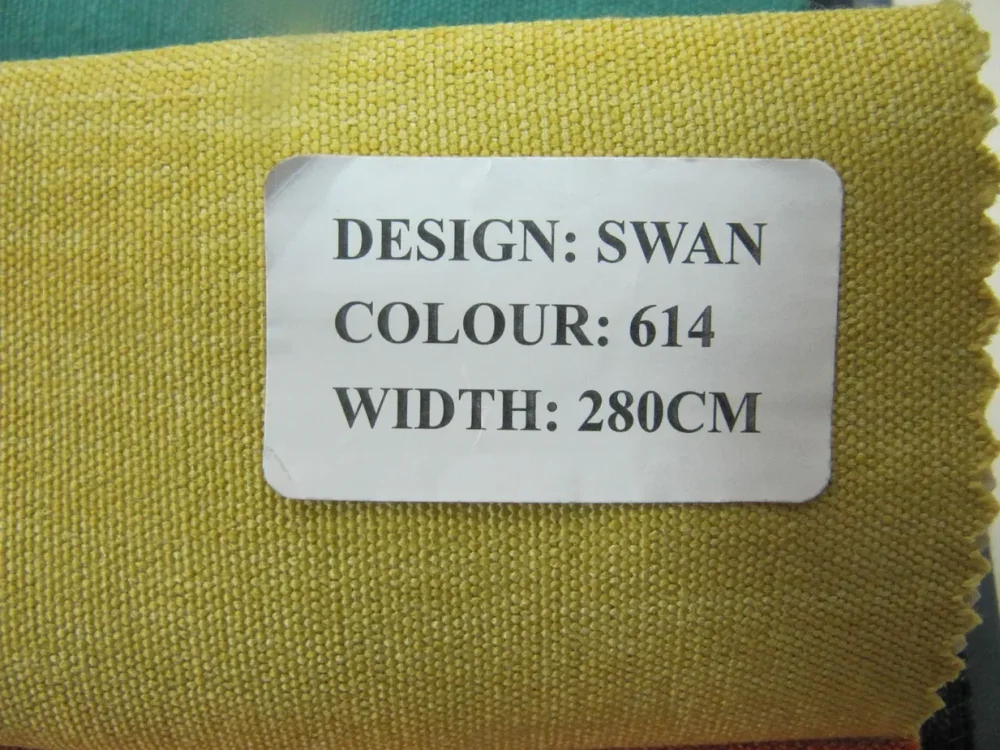 DESIGN: SWAN
COLOUR: 614
WIDTH: 280CM